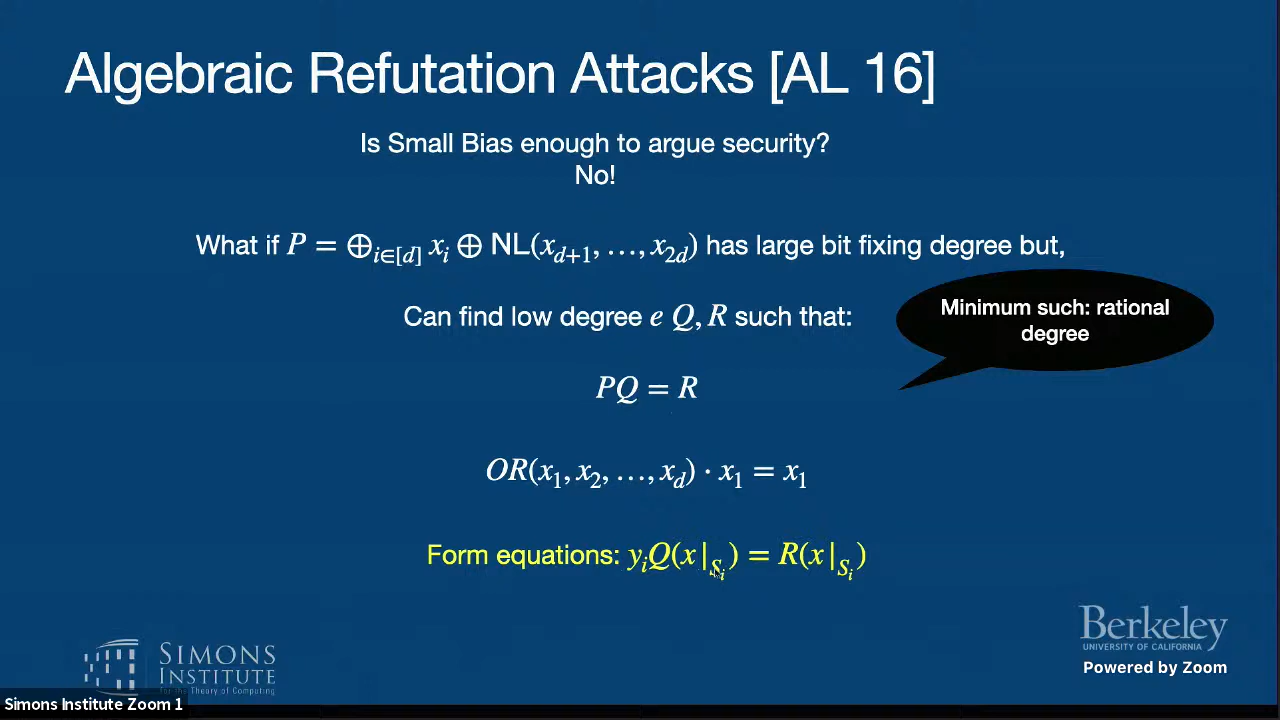 Algebraic Refutation Attacks [AL 16]
Is Small Bias enough to argue security?
No!
What if P = ⊕_{i∈[d]} x_i ⊕ NL(x_{d+1}, …, x_{2d}) has large bit fixing degree but,
Can find low degree e Q, R such that:
Minimum such: rational
degree
PQ = R
OR(x_1, x_2, …, x_d) · x_1 = x_1
Form equations: y_i Q(x|_{S_i}) = R(x|_{S_i})
SIMONS
INSTITUTE
for the Theory of Computing
Berkeley
UNIVERSITY OF CALIFORNIA
Powered by Zoom
Simons Institute Zoom 1